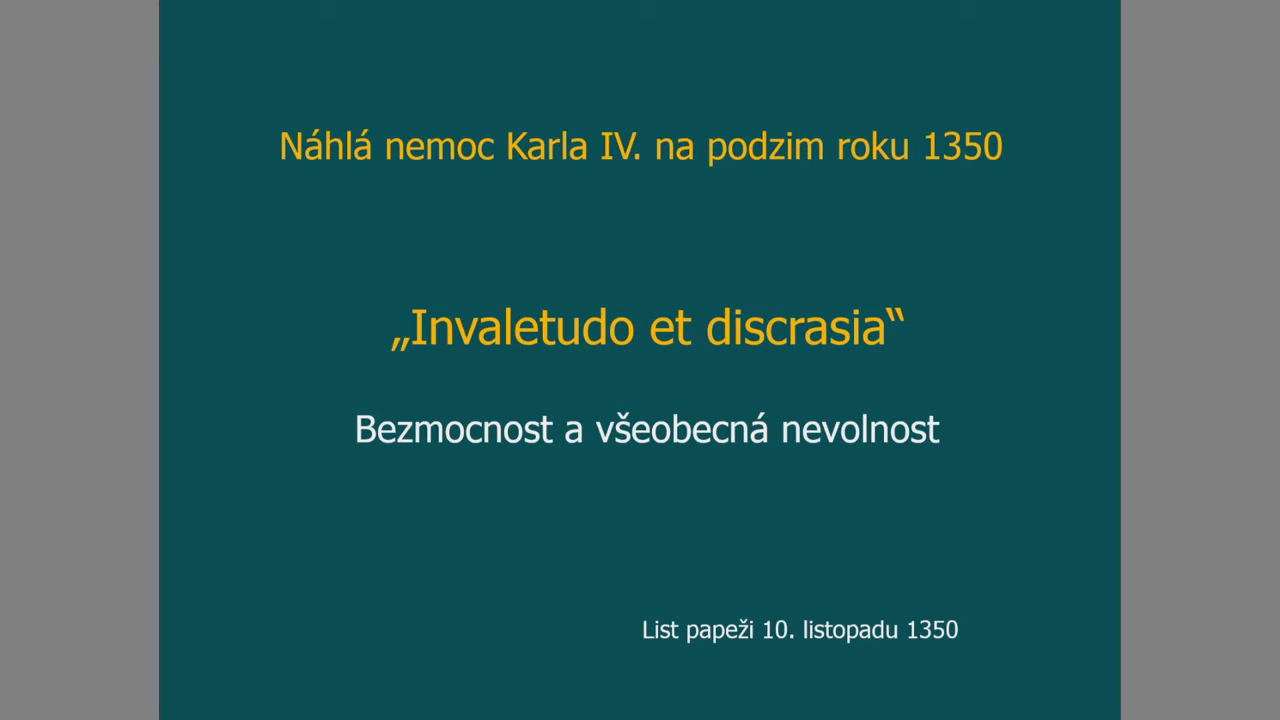 Náhlá nemoc Karla IV. na podzim roku 1350
„Invaletudo et discrasia“
Bezmocnost a všeobecná nevolnost
List papeži 10. listopadu 1350